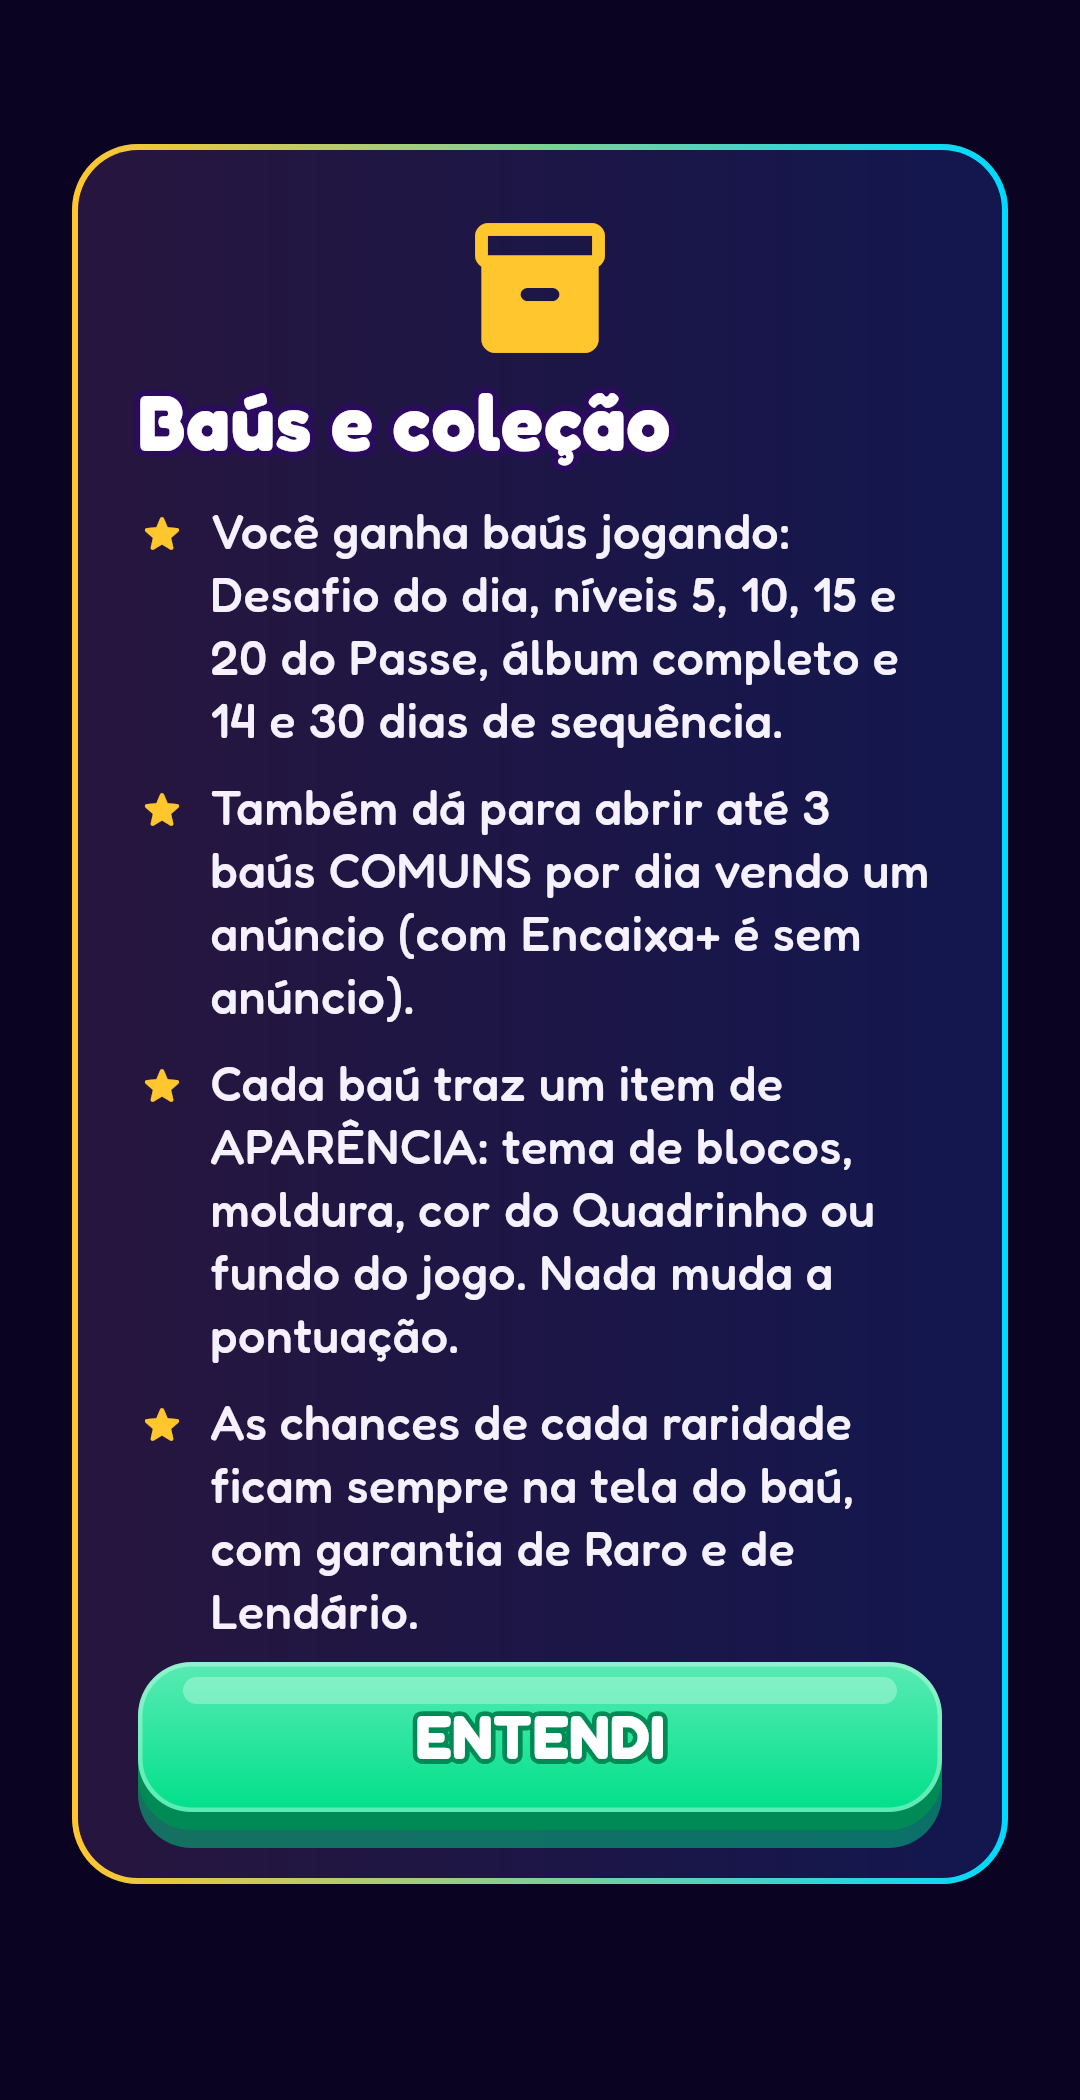 Baús e coleção
Você ganha baús jogando:
Desafio do dia, níveis 5, 10, 15 e
20 do Passe, álbum completo e
14 e 30 dias de sequência.
Também dá para abrir até 3
baús COMUNS por dia vendo um
anúncio (com Encaixa+ é sem
anúncio).
Cada baú traz um item de
APARÊNCIA: tema de blocos,
moldura, cor do Quadrinho ou
fundo do jogo. Nada muda a
pontuação.
As chances de cada raridade
ficam sempre na tela do baú,
com garantia de Raro e de
Lendário.
ENTENDI